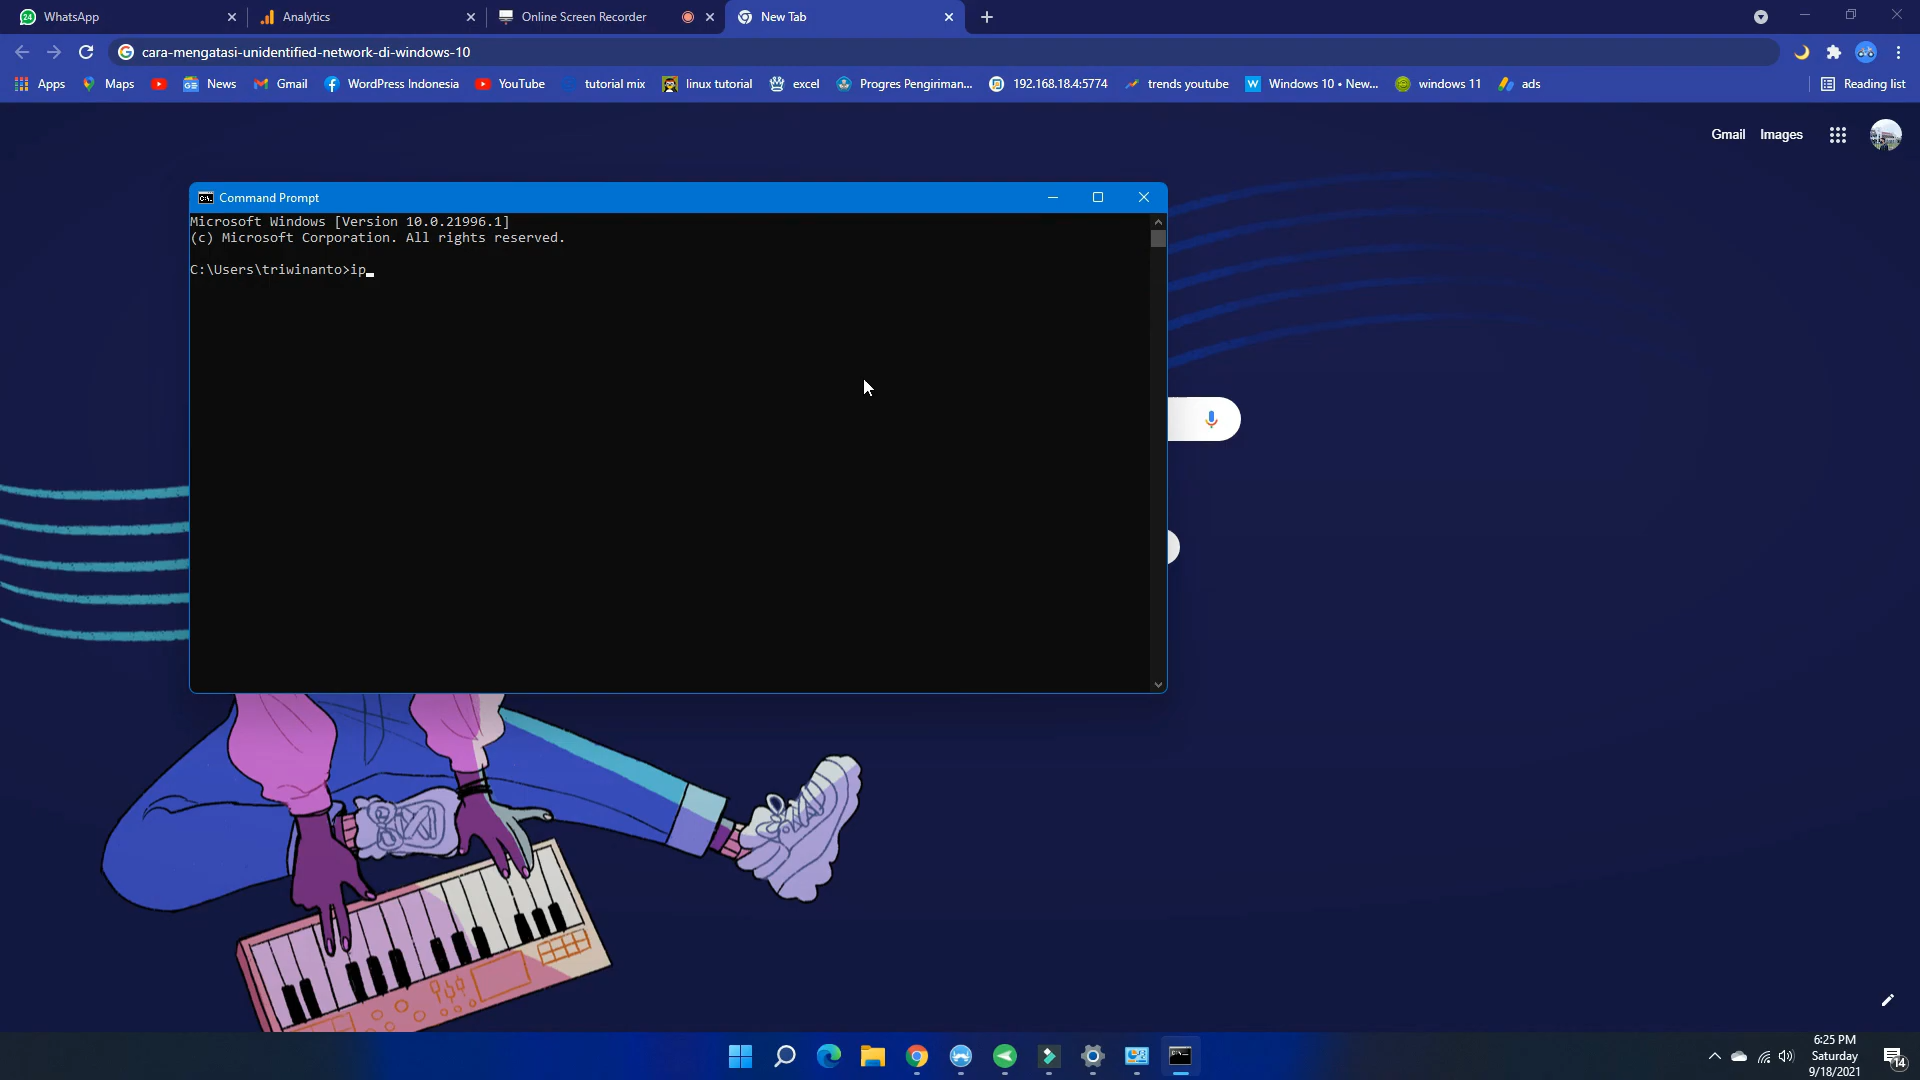 24
WhatsApp
Analytics
Online Screen Recorder
New Tab
cara-mengatasi-unidentified-network-di-windows-10
Apps
Maps
News
Gmail
WordPress Indonesia
YouTube
tutorial mix
linux tutorial
excel
Progres Pengiriman...
192.168.18.4:5774
trends youtube
Windows 10 • New...
windows 11
ads
Reading list
Gmail
Images
Command Prompt
Microsoft Windows [Version 10.0.21996.1]
(c) Microsoft Corporation. All rights reserved.
C:\Users\triwinanto>ip_
6:25 PM
Saturday
9/18/2021
14